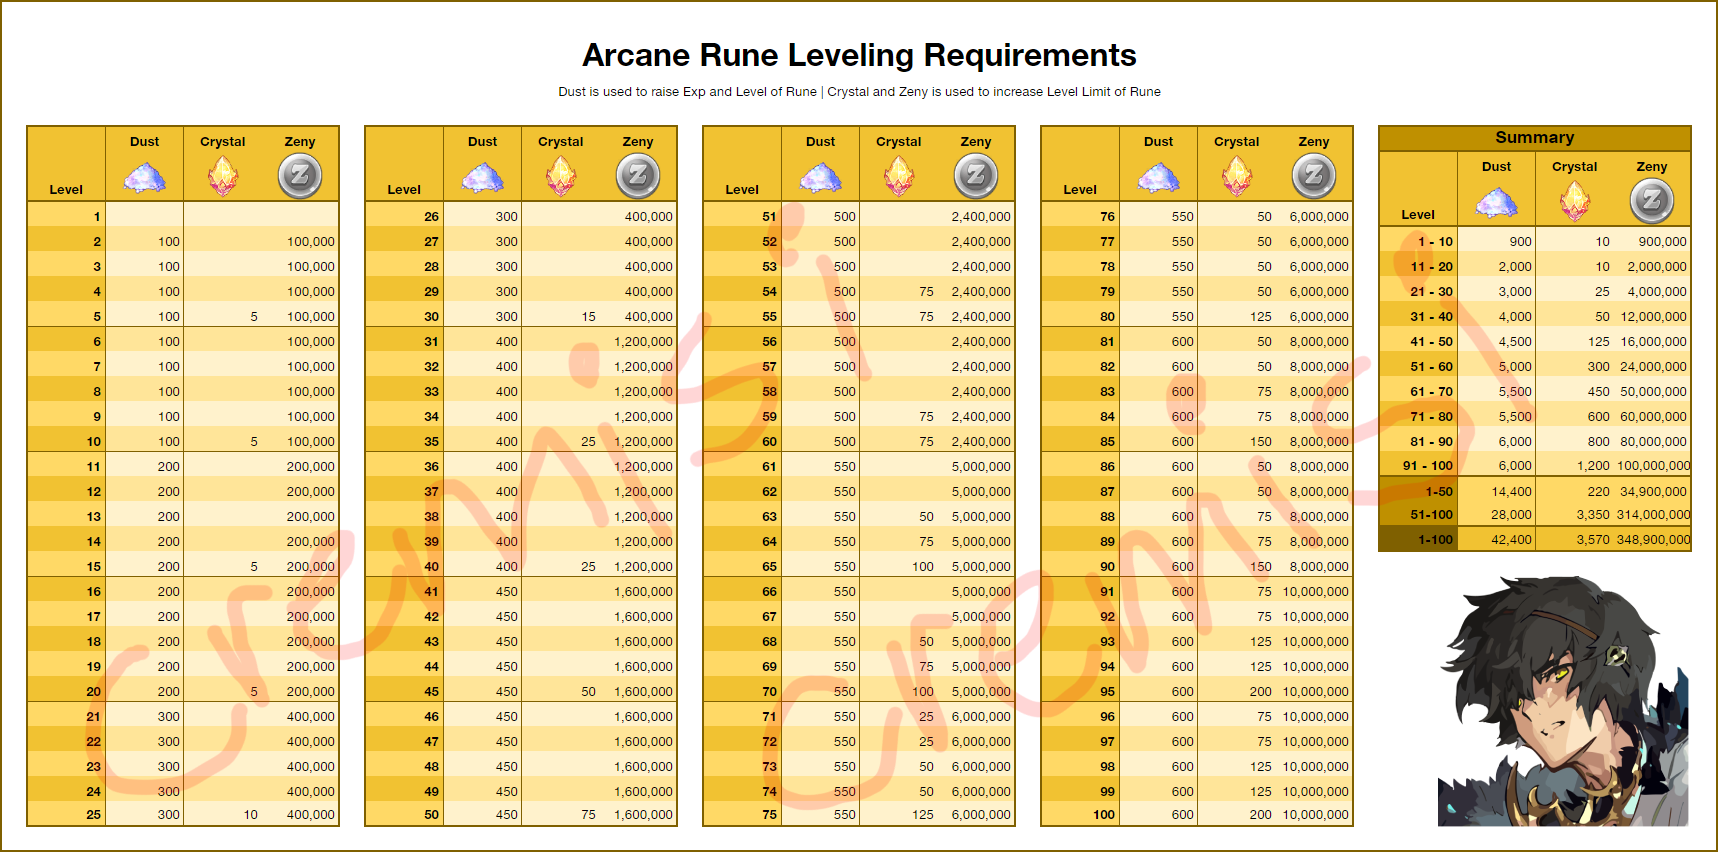 Arcane Rune Leveling Requirements
Dust is used to raise Exp and Level of Rune | Crystal and Zeny is used to increase Level Limit of Rune
Level Dust Crystal Zeny
1
2 100 100,000
3 100 100,000
4 100 100,000
5 100 5 100,000
6 100 100,000
7 100 100,000
8 100 100,000
9 100 100,000
10 100 5 100,000
11 200 200,000
12 200 200,000
13 200 200,000
14 200 200,000
15 200 5 200,000
16 200 200,000
17 200 200,000
18 200 200,000
19 200 200,000
20 200 5 200,000
21 300 400,000
22 300 400,000
23 300 400,000
24 300 400,000
25 300 10 400,000
Level Dust Crystal Zeny
26 300 400,000
27 300 400,000
28 300 400,000
29 300 400,000
30 300 15 400,000
31 400 1,200,000
32 400 1,200,000
33 400 1,200,000
34 400 1,200,000
35 400 25 1,200,000
36 400 1,200,000
37 400 1,200,000
38 400 1,200,000
39 400 1,200,000
40 400 25 1,200,000
41 450 1,600,000
42 450 1,600,000
43 450 1,600,000
44 450 1,600,000
45 450 50 1,600,000
46 450 1,600,000
47 450 1,600,000
48 450 1,600,000
49 450 1,600,000
50 450 75 1,600,000
Level Dust Crystal Zeny
51 500 2,400,000
52 500 2,400,000
53 500 2,400,000
54 500 75 2,400,000
55 500 75 2,400,000
56 500 2,400,000
57 500 2,400,000
58 500 2,400,000
59 500 75 2,400,000
60 500 75 2,400,000
61 550 5,000,000
62 550 5,000,000
63 550 50 5,000,000
64 550 75 5,000,000
65 550 100 5,000,000
66 550 5,000,000
67 550 5,000,000
68 550 50 5,000,000
69 550 75 5,000,000
70 550 100 5,000,000
71 550 25 6,000,000
72 550 25 6,000,000
73 550 50 6,000,000
74 550 50 6,000,000
75 550 125 6,000,000
Level Dust Crystal Zeny
76 550 50 6,000,000
77 550 50 6,000,000
78 550 50 6,000,000
79 550 50 6,000,000
80 550 125 6,000,000
81 600 50 8,000,000
82 600 50 8,000,000
83 600 75 8,000,000
84 600 75 8,000,000
85 600 150 8,000,000
86 600 50 8,000,000
87 600 50 8,000,000
88 600 75 8,000,000
89 600 75 8,000,000
90 600 150 8,000,000
91 600 75 10,000,000
92 600 75 10,000,000
93 600 125 10,000,000
94 600 125 10,000,000
95 600 200 10,000,000
96 600 75 10,000,000
97 600 75 10,000,000
98 600 125 10,000,000
99 600 125 10,000,000
100 600 200 10,000,000
Summary
Level Dust Crystal Zeny
1 - 10 900 10 900,000
11 - 20 2,000 10 2,000,000
21 - 30 3,000 25 4,000,000
31 - 40 4,000 50 12,000,000
41 - 50 4,500 125 16,000,000
51 - 60 5,000 300 24,000,000
61 - 70 5,500 450 50,000,000
71 - 80 5,500 600 60,000,000
81 - 90 6,000 800 80,000,000
91 - 100 6,000 1,200 100,000,000
1-50 14,400 220 34,900,000
51-100 28,000 3,350 314,000,000
1-100 42,400 3,570 348,900,000
cremisi
cremisi